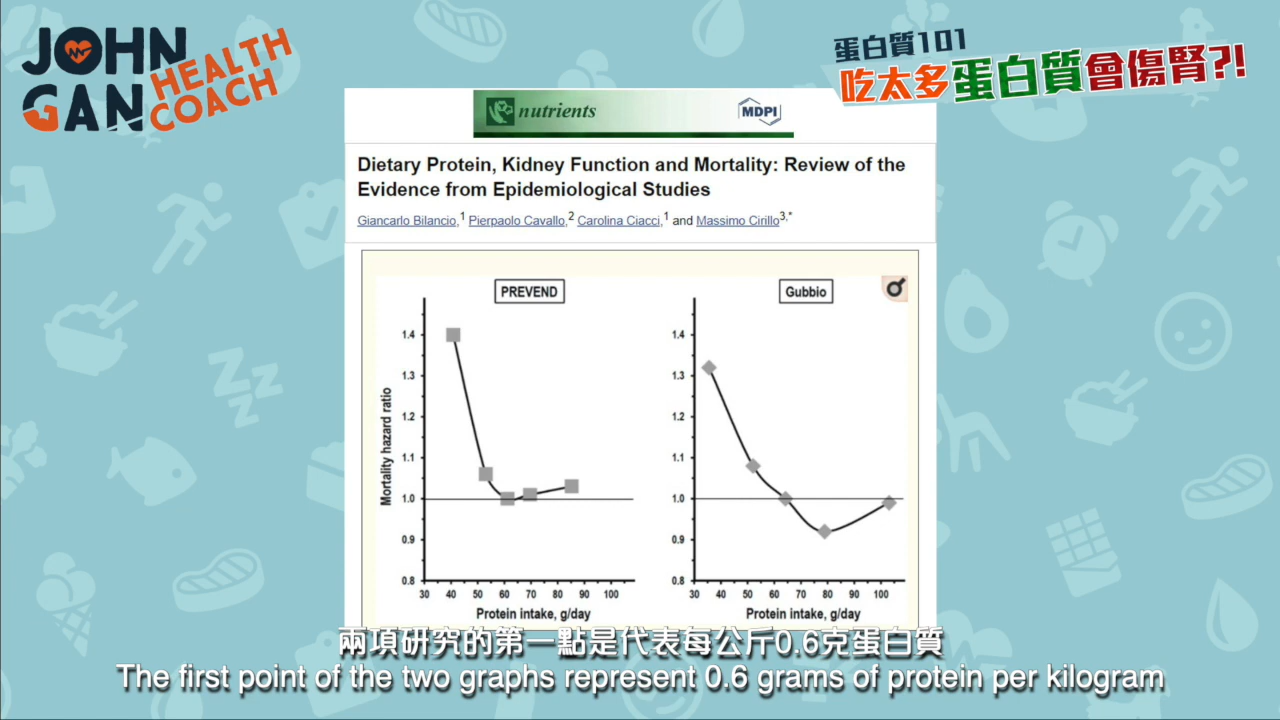 JOHN
GAN
HEALTH
COACH
蛋白質101
吃太多蛋白質會傷腎?!
nutrients
MDPI
Dietary Protein, Kidney Function and Mortality: Review of the
Evidence from Epidemiological Studies
Giancarlo Bilancio,1 Pierpaolo Cavallo,2 Carolina Ciacci,1 and Massimo Cirillo3,*
PREVEND
Mortality hazard ratio
1.4
1.3
1.2
1.1
1.0
0.9
0.8
30 40 50 60 70 80 90 100
Protein intake, g/day
Gubbio
1.4
1.3
1.2
1.1
1.0
0.9
0.8
30 40 50 60 70 80 90 100
Protein intake, g/day
兩項研究的第一點是代表每公斤0.6克蛋白質
The first point of the two graphs represent 0.6 grams of protein per kilogram